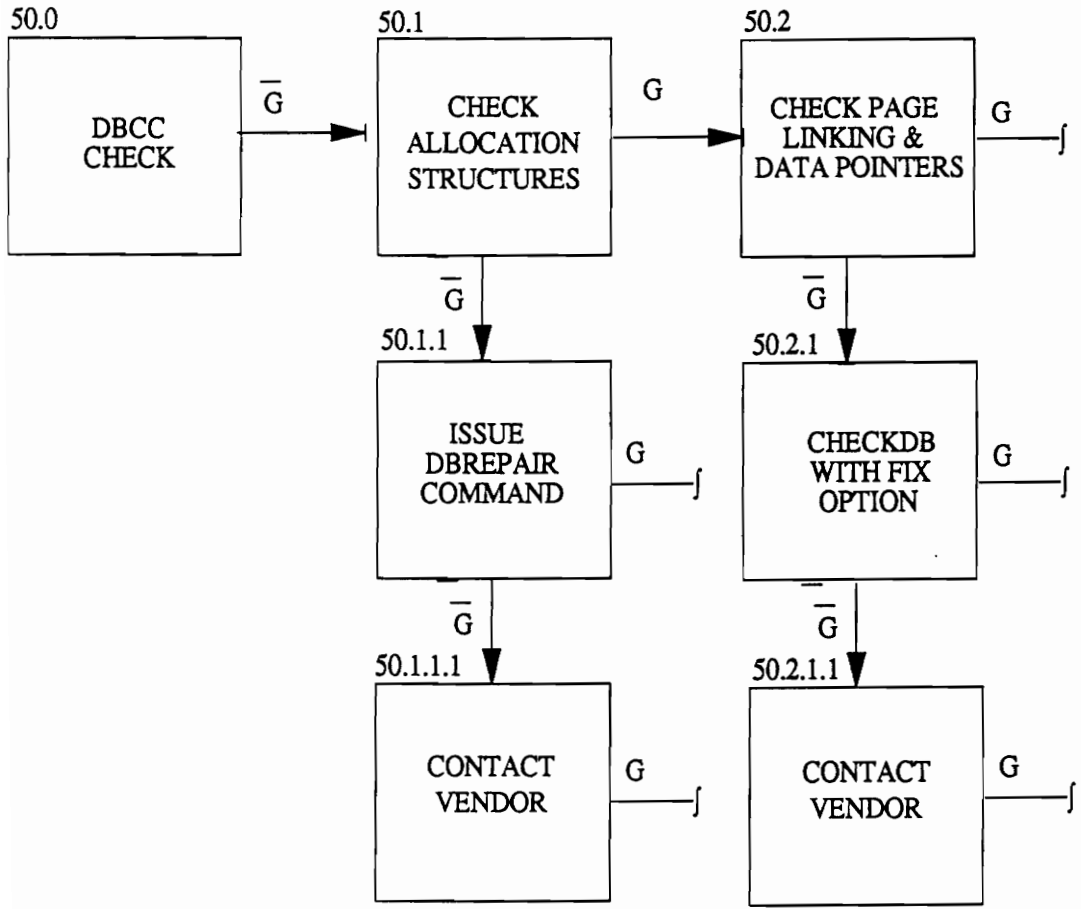 50.0
DBCC
CHECK
G̅
50.1
CHECK
ALLOCATION
STRUCTURES
G
50.2
CHECK PAGE
LINKING &
DATA POINTERS
G
∫
G̅
50.1.1
ISSUE
DBREPAIR
COMMAND
G
∫
G̅
50.2.1
CHECKDB
WITH FIX
OPTION
G
∫
G̅
50.1.1.1
CONTACT
VENDOR
G
∫
G̅
50.2.1.1
CONTACT
VENDOR
G
∫